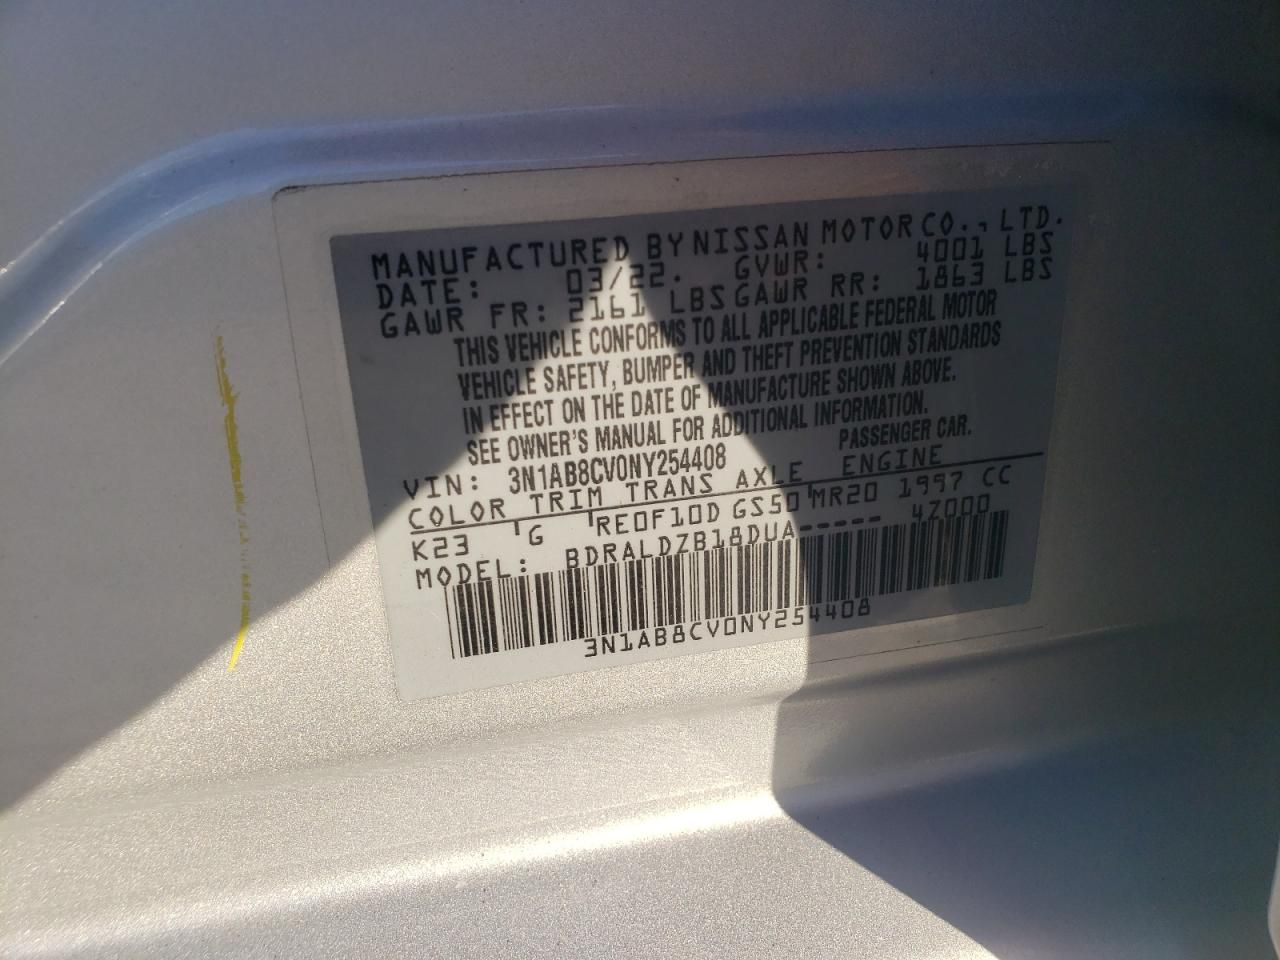 MANUFACTURED BY NISSAN MOTOR CO., LTD.
DATE: 03/22. GVWR: 4001 LBS
GAWR FR: 2161 LBS GAWR RR: 1863 LBS
THIS VEHICLE CONFORMS TO ALL APPLICABLE FEDERAL MOTOR
VEHICLE SAFETY, BUMPER AND THEFT PREVENTION STANDARDS
IN EFFECT ON THE DATE OF MANUFACTURE SHOWN ABOVE.
SEE OWNER'S MANUAL FOR ADDITIONAL INFORMATION.
VIN: 3N1AB8CV0NY254408 PASSENGER CAR.
COLOR TRIM TRANS AXLE ENGINE
K23 G RE0F10D GS50 MR20 1997 CC
MODEL: BDRALDZB18DUA----- 4Z000
3N1AB8CV0NY254408